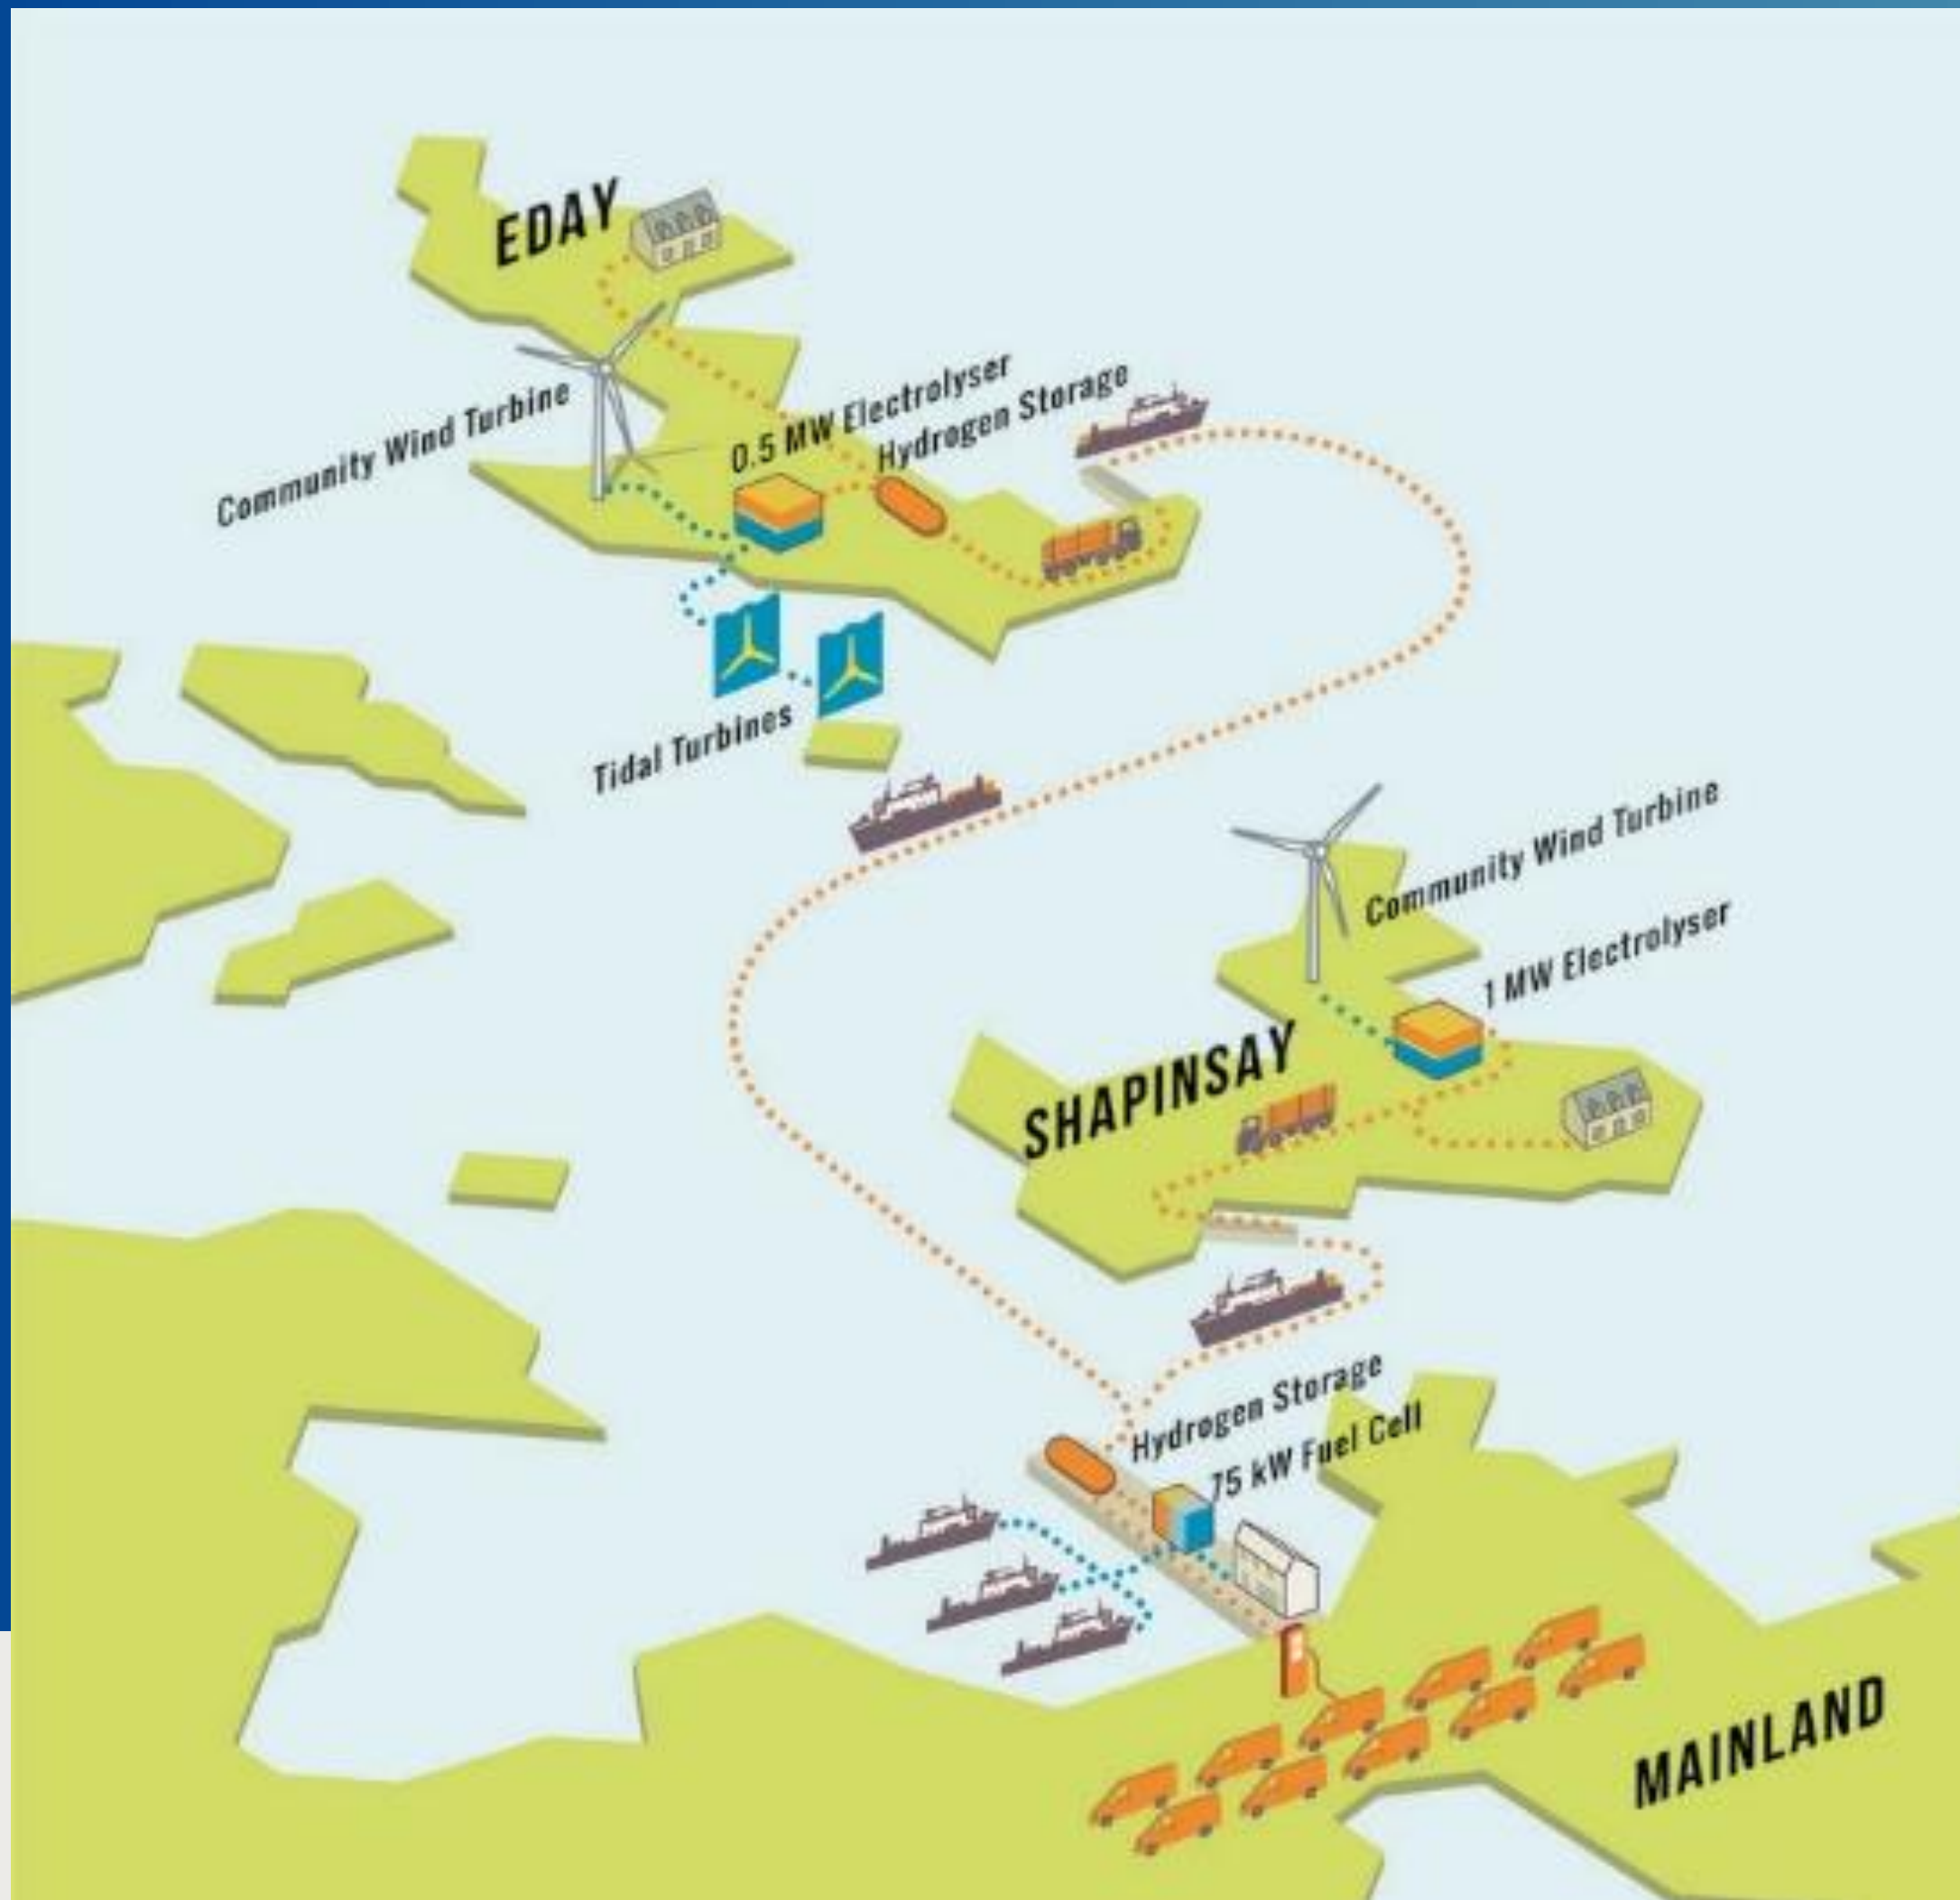 EDAY
Community Wind Turbine
0.5 MW Electrolyser
Hydrogen Storage
Tidal Turbines
Community Wind Turbine
1 MW Electrolyser
SHAPINSAY
Hydrogen Storage
75 kW Fuel Cell
MAINLAND